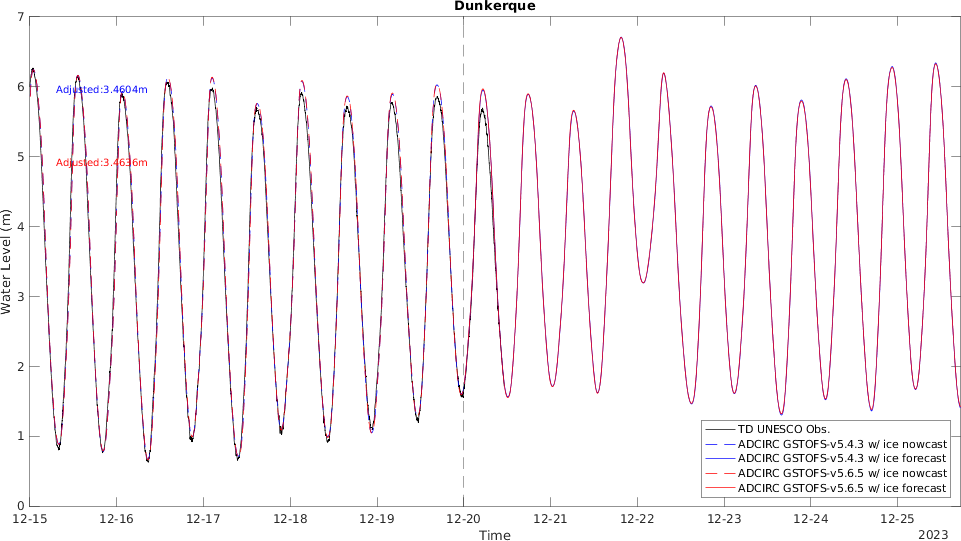 Dunkerque
7
6
5
4
3
2
1
0
Water Level (m)
Adjusted:3.4604m
Adjusted:3.4636m
TD UNESCO Obs.
ADCIRC GSTOFS-v5.4.3 w/ ice nowcast
ADCIRC GSTOFS-v5.4.3 w/ ice forecast
ADCIRC GSTOFS-v5.6.5 w/ ice nowcast
ADCIRC GSTOFS-v5.6.5 w/ ice forecast
12-15 12-16 12-17 12-18 12-19 12-20 12-21 12-22 12-23 12-24 12-25
Time
2023